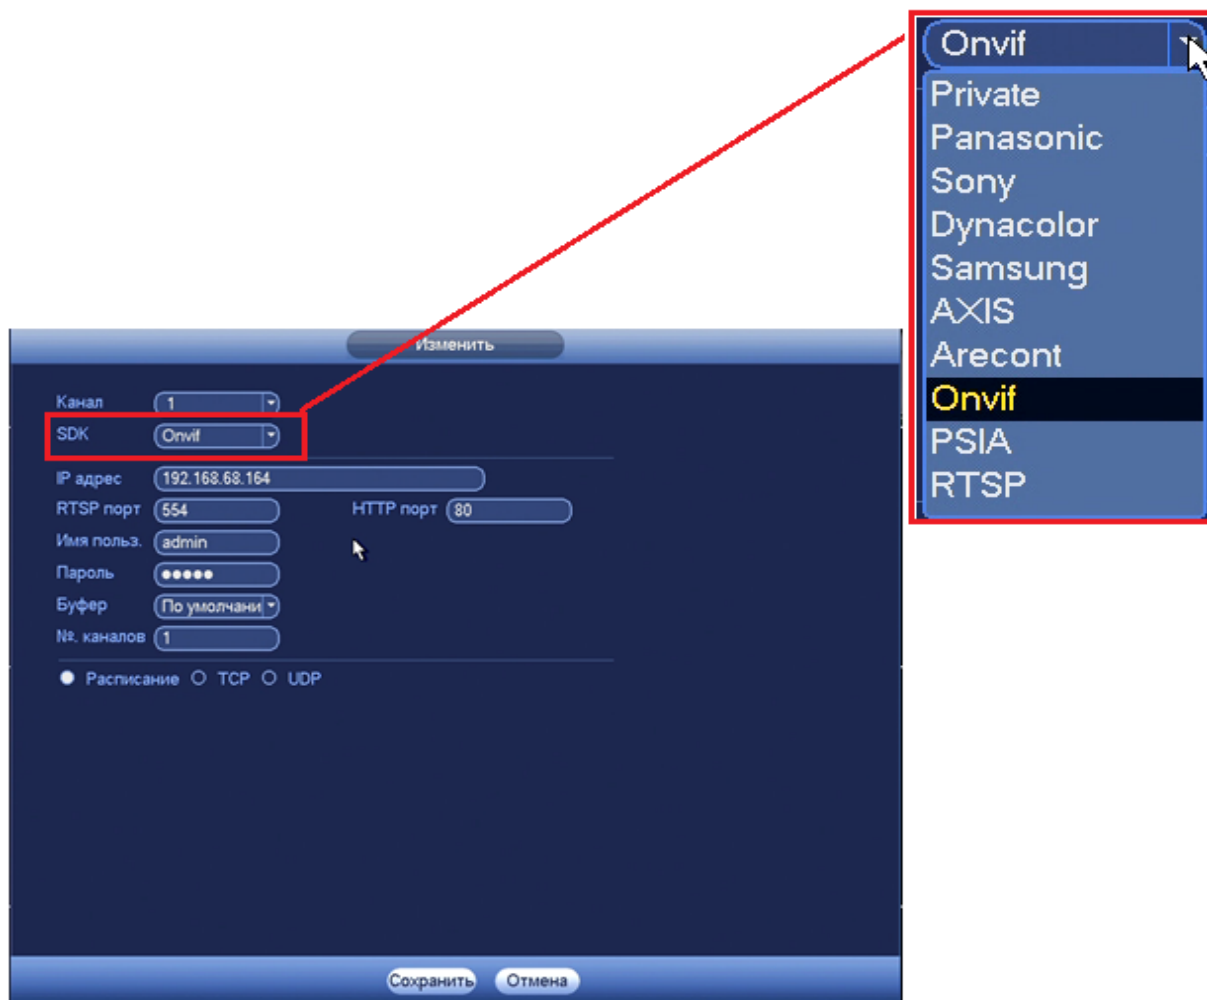 Onvif
Private
Panasonic
Sony
Dynacolor
Samsung
AXIS
Arecont
Onvif
PSIA
RTSP
Изменить
Канал 1
SDK Onvif
IP адрес 192.168.68.164
RTSP порт 554 HTTP порт 80
Имя польз. admin
Пароль •••••
Буфер По умолчани
№. каналов 1
Расписание TCP UDP
Сохранить Отмена